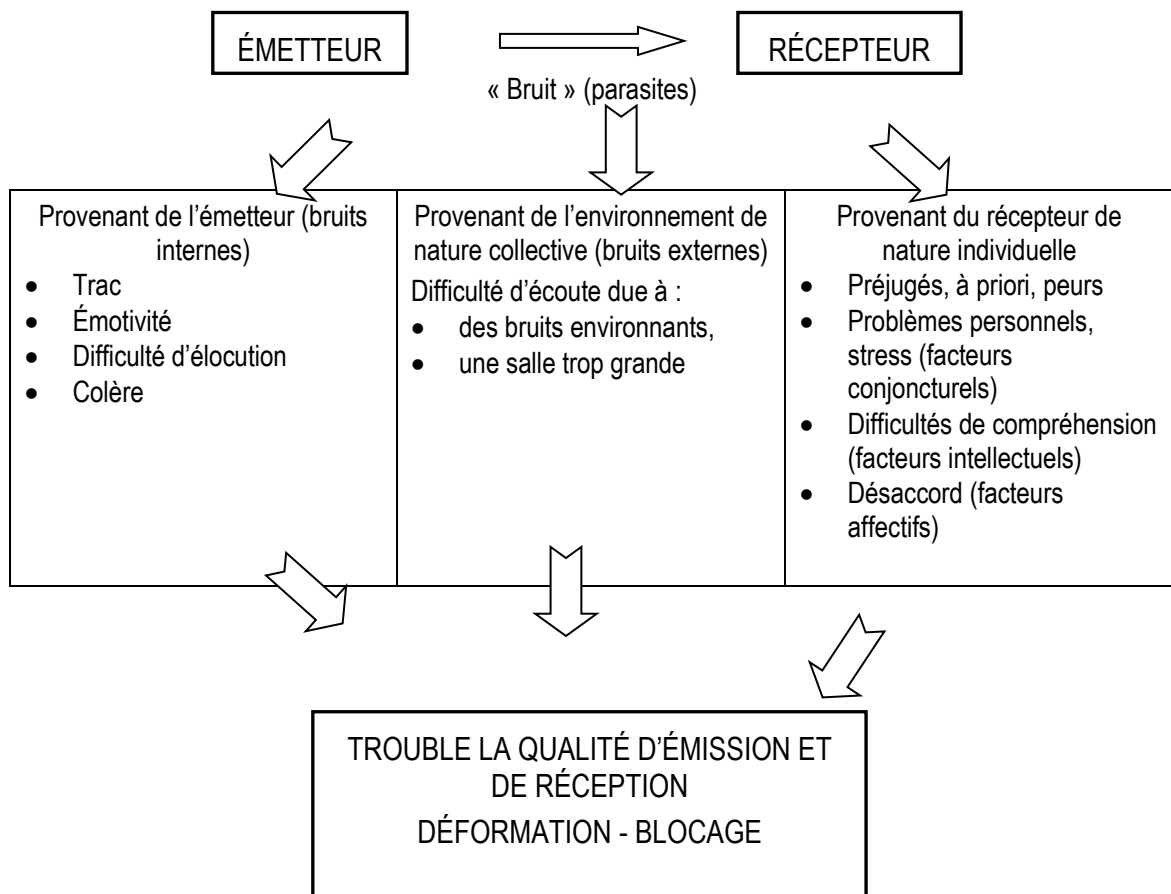 ÉMETTEUR
RÉCEPTEUR
« Bruit » (parasites)
Provenant de l’émetteur (bruits
internes)
• Trac
• Émotivité
• Difficulté d’élocution
• Colère
Provenant de l’environnement de
nature collective (bruits externes)
Difficulté d’écoute due à :
• des bruits environnants,
• une salle trop grande
Provenant du récepteur de
nature individuelle
• Préjugés, à priori, peurs
• Problèmes personnels,
stress (facteurs
conjoncturels)
• Difficultés de compréhension
(facteurs intellectuels)
• Désaccord (facteurs
affectifs)
TROUBLE LA QUALITÉ D’ÉMISSION ET
DE RÉCEPTION
DÉFORMATION - BLOCAGE